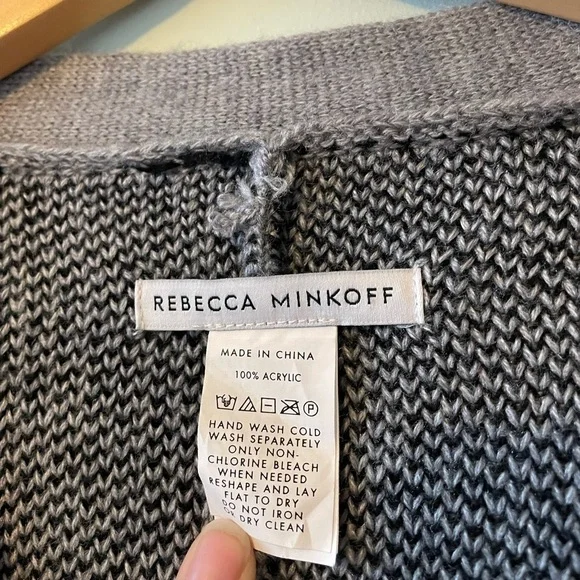 REBECCA MINKOFF
MADE IN CHINA
100% ACRYLIC
HAND WASH COLD
WASH SEPARATELY
ONLY NON-
CHLORINE BLEACH
WHEN NEEDED
RESHAPE AND LAY
FLAT TO DRY
DO NOT IRON
OR DRY CLEAN